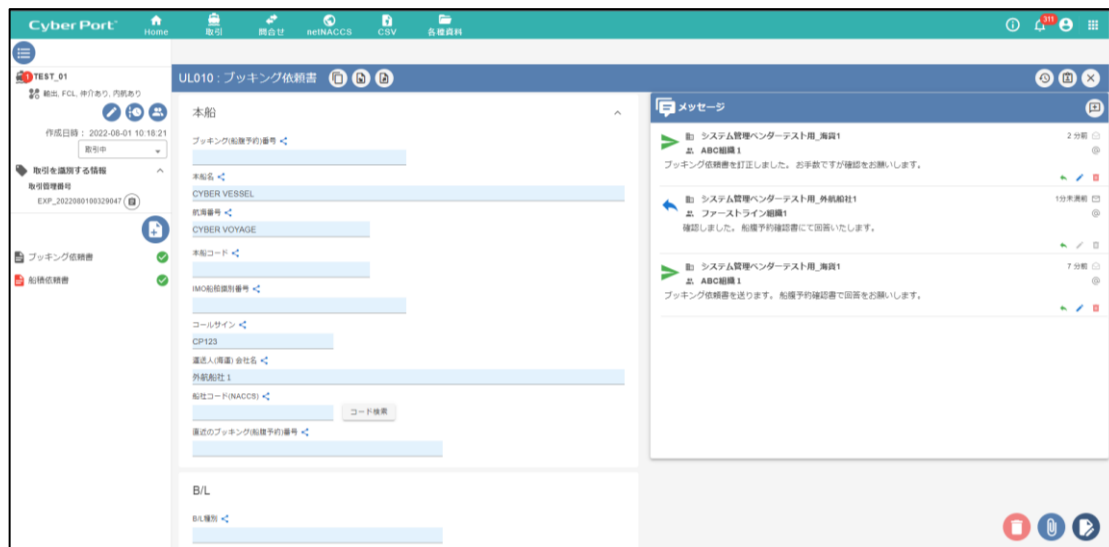 Cyber Port
Home
取引
問合せ
netNACCS
CSV
各種資料
311
1
TEST_01
輸出, FCL, 仲介あり, 内航あり
作成日時： 2022-08-01 10:18:21
取引中
取引を識別する情報
取引管理番号
EXP_2022080100329047
ブッキング依頼書
船積依頼書
UL010 : ブッキング依頼書
本船
ブッキング(船腹予約)番号
本船名
CYBER VESSEL
航海番号
CYBER VOYAGE
本船コード
IMO船舶識別番号
コールサイン
CP123
運送人(海運) 会社名
外航船社１
船社コード(NACCS)
コード検索
直近のブッキング(船腹予約)番号
B/L
B/L種別
メッセージ
システム管理ベンダーテスト用_海貨1
2 分前
ABC組織１
ブッキング依頼書を訂正しました。 お手数ですが確認をお願いします。
システム管理ベンダーテスト用_外航船社1
1分未満前
ファーストライン組織1
確認しました。 船腹予約確認書にて回答いたします。
システム管理ベンダーテスト用_海貨1
7 分前
ABC組織１
ブッキング依頼書を送ります。 船腹予約確認書で回答をお願いします。